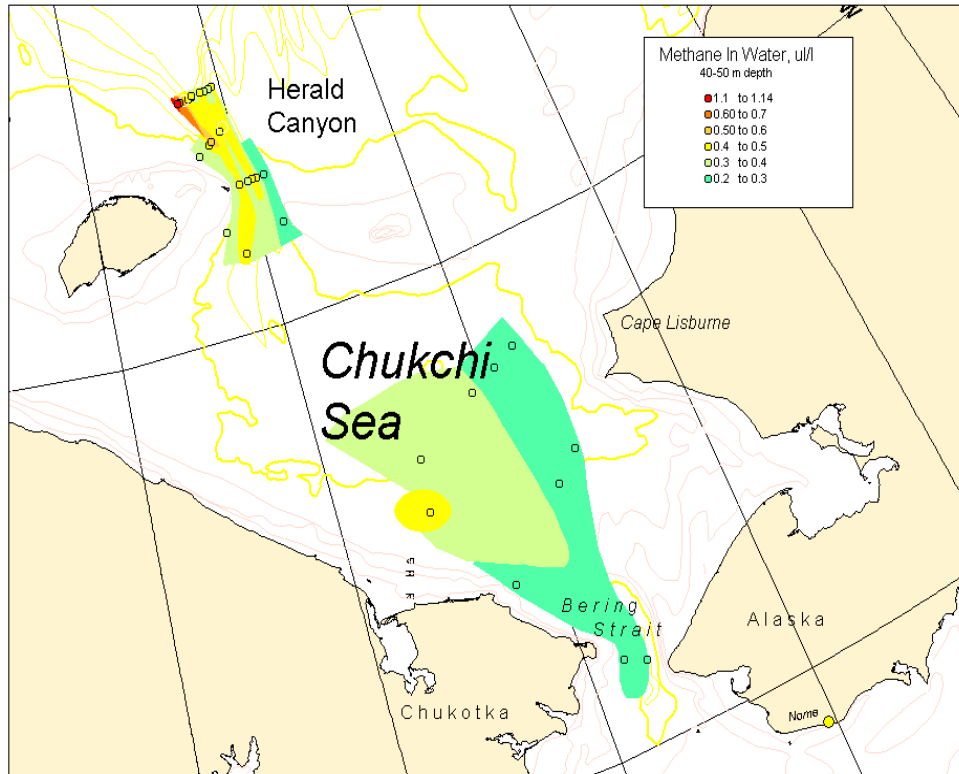 Herald
Canyon
Methane In Water, ul/l
40-50 m depth
1.1 to 1.14
0.60 to 0.7
0.50 to 0.6
0.4 to 0.5
0.3 to 0.4
0.2 to 0.3
Cape Lisburne
Chukchi
Sea
Bering
Strait
Alaska
Chukotka
Nome